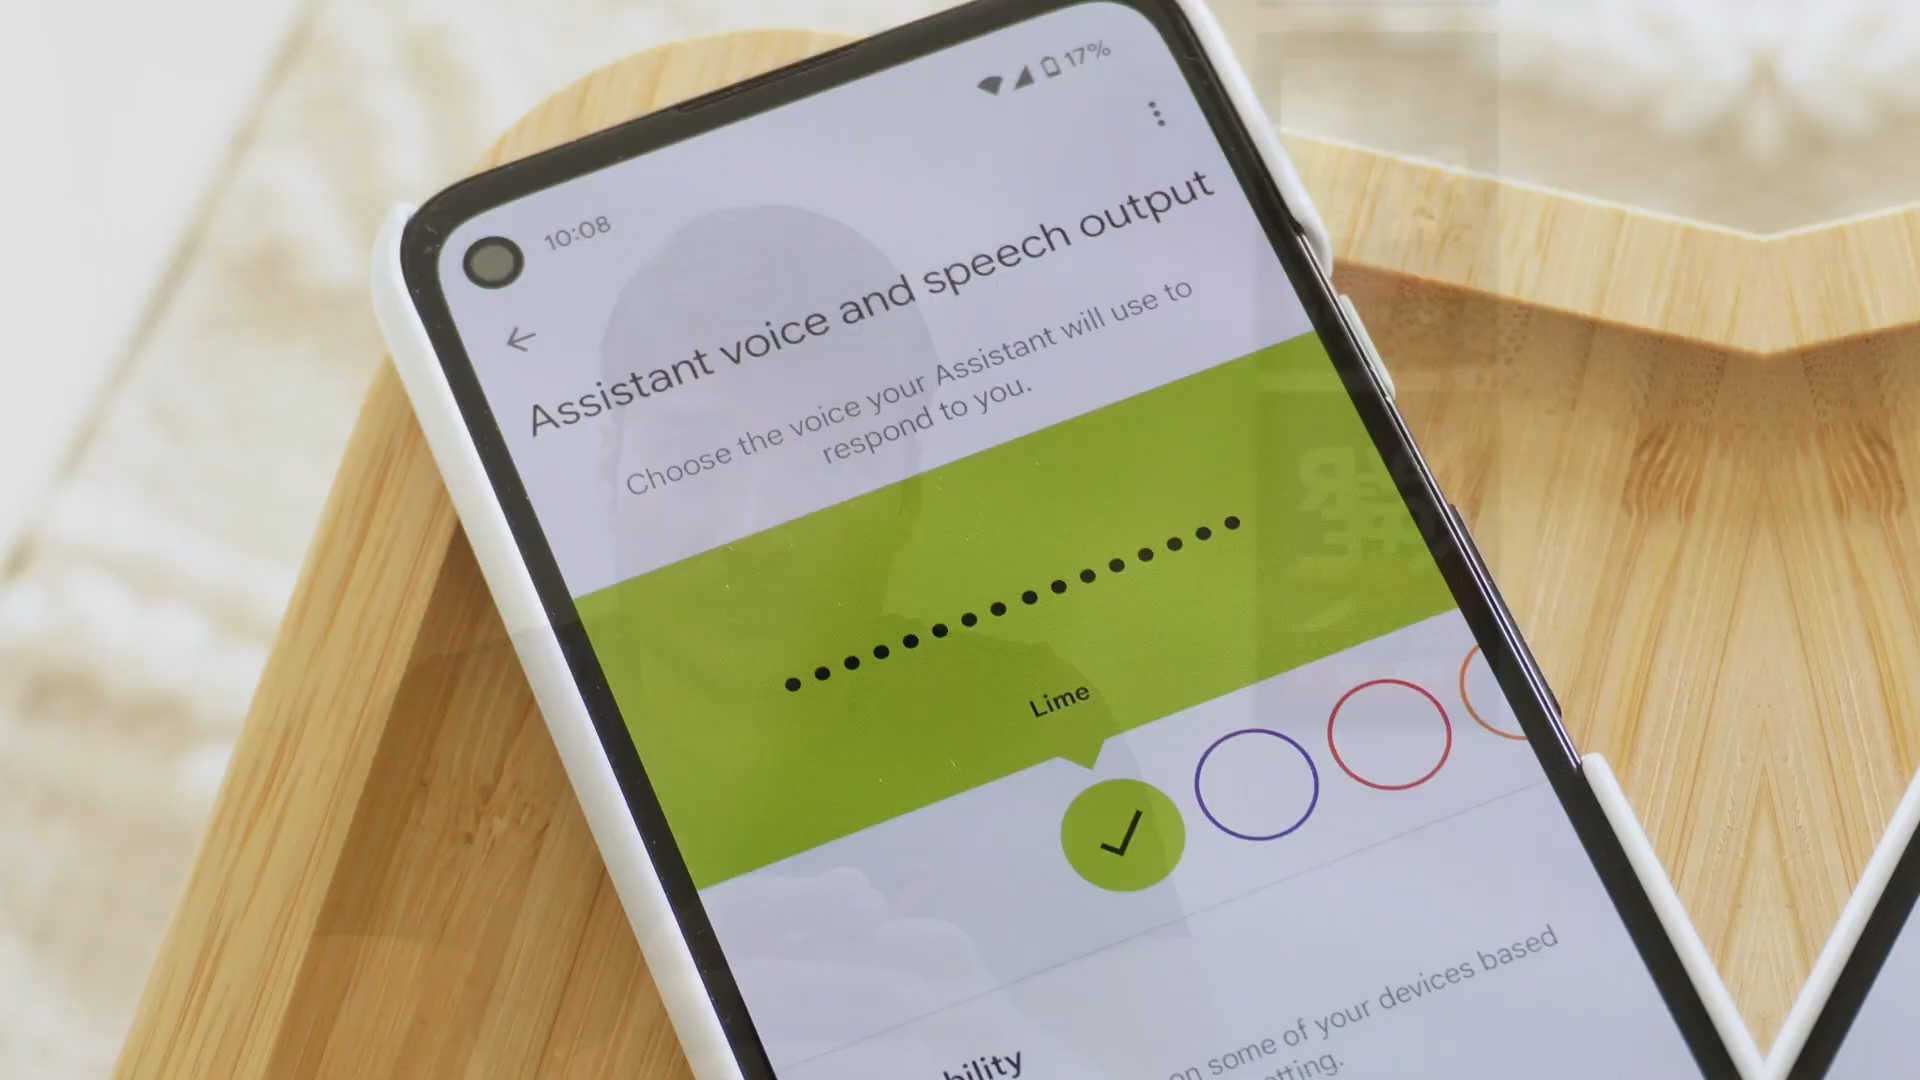 17%
10:08
Assistant voice and speech output
Choose the voice your Assistant will use to
respond to you.
Lime
bility
on some of your devices based
etting.